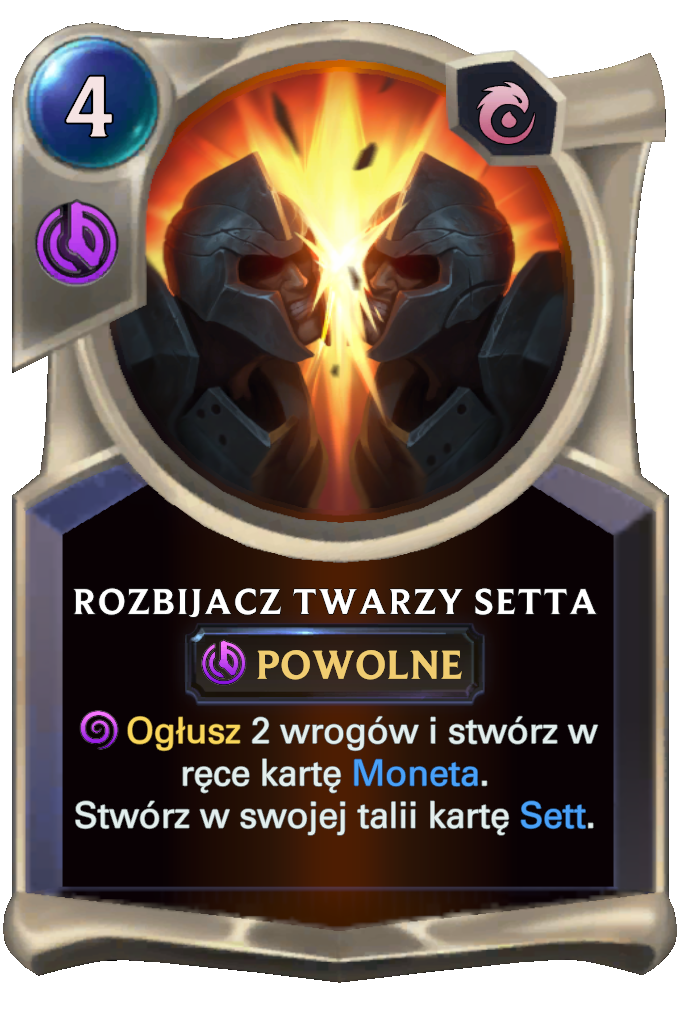 4
ROZBIJACZ TWARZY SETTA
POWOLNE
Ogłusz 2 wrogów i stwórz w
ręce kartę Moneta.
Stwórz w swojej talii kartę Sett.